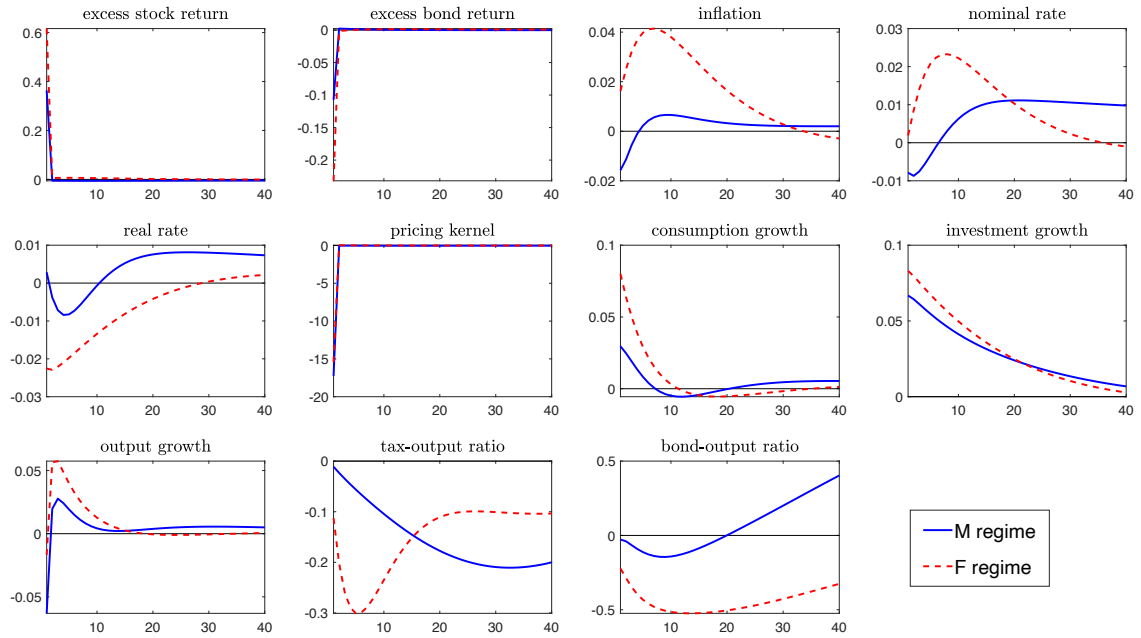 excess stock return
0.6
0.4
0.2
0
10 20 30 40
excess bond return
0
-0.05
-0.1
-0.15
-0.2
10 20 30 40
inflation
0.04
0.02
0
-0.02
10 20 30 40
nominal rate
0.03
0.02
0.01
0
-0.01
10 20 30 40
real rate
0.01
0
-0.01
-0.02
-0.03
10 20 30 40
pricing kernel
0
-5
-10
-15
-20
10 20 30 40
consumption growth
0.1
0.05
0
10 20 30 40
investment growth
0.1
0.05
0
10 20 30 40
output growth
0.05
0
-0.05
10 20 30 40
tax-output ratio
0
-0.1
-0.2
-0.3
10 20 30 40
bond-output ratio
0.5
0
-0.5
10 20 30 40
M regime
F regime